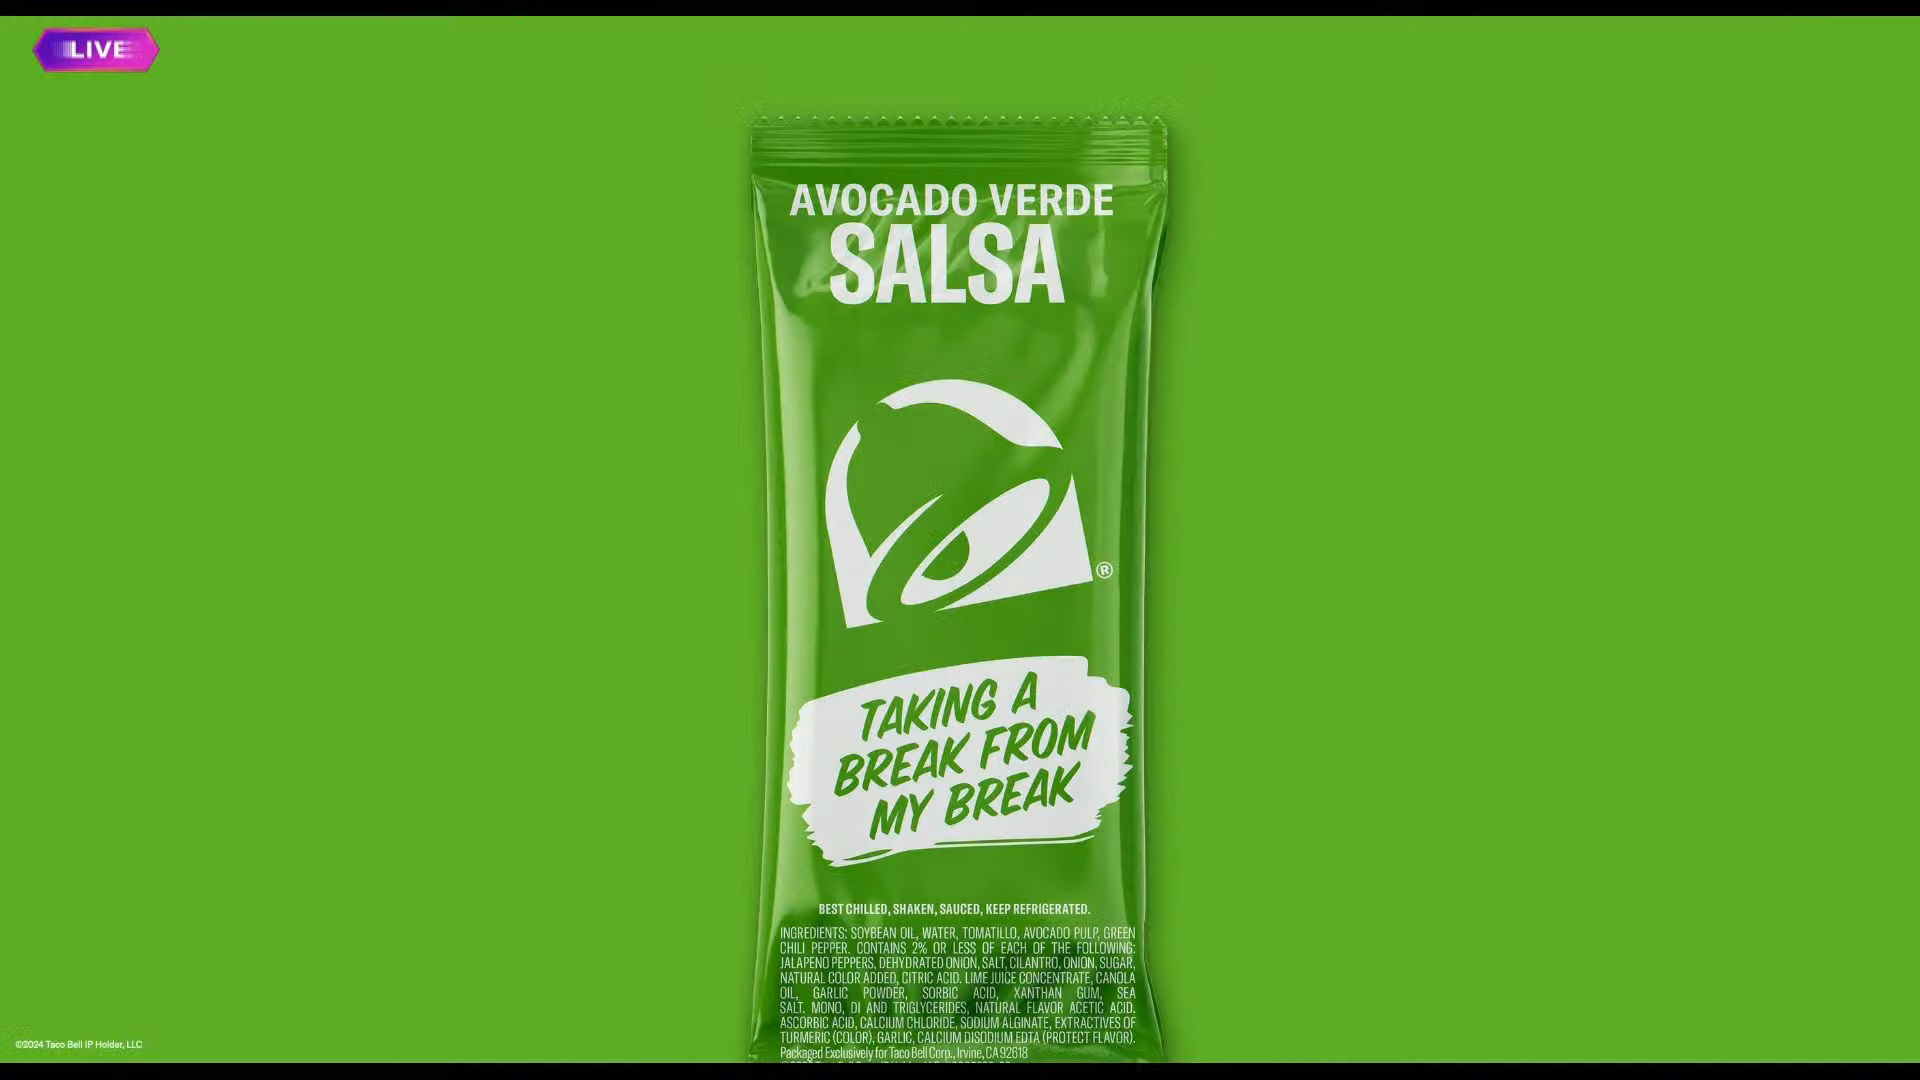 LIVE
AVOCADO VERDE
SALSA
®
TAKING A
BREAK FROM
MY BREAK
BEST CHILLED, SHAKEN, SAUCED, KEEP REFRIGERATED.
INGREDIENTS: SOYBEAN OIL, WATER, TOMATILLO, AVOCADO PULP, GREEN
CHILI PEPPER. CONTAINS 2% OR LESS OF EACH OF THE FOLLOWING:
JALAPENO PEPPERS, DEHYDRATED ONION, SALT, CILANTRO, ONION, SUGAR,
NATURAL COLOR ADDED, CITRIC ACID. LIME JUICE CONCENTRATE, CANOLA
OIL, GARLIC POWDER, SORBIC ACID, XANTHAN GUM, SEA
SALT. MONO, DI AND TRIGLYCERIDES, NATURAL FLAVOR ACETIC ACID.
ASCORBIC ACID, CALCIUM CHLORIDE, SODIUM ALGINATE, EXTRACTIVES OF
TURMERIC (COLOR), GARLIC, CALCIUM DISODIUM EDTA (PROTECT FLAVOR).
Packaged Exclusively for Taco Bell Corp., Irvine, CA 92618
©2024 Taco Bell IP Holder, LLC